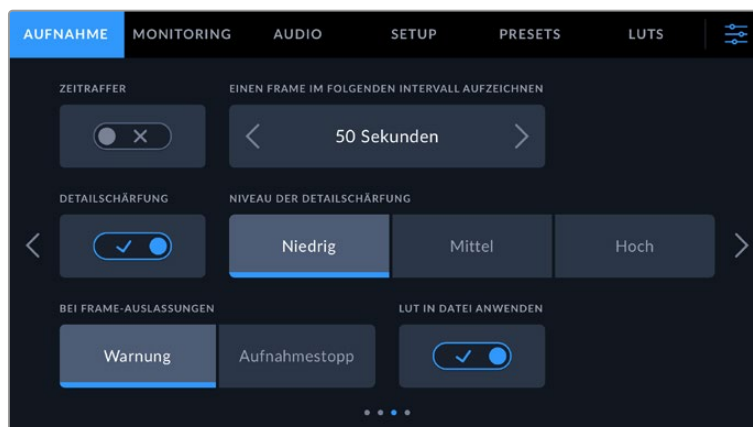 AUFNAHME MONITORING AUDIO SETUP PRESETS LUTS
ZEITRAFFER EINEN FRAME IM FOLGENDEN INTERVALL AUFZEICHNEN
50 Sekunden
DETAILSCHÄRFUNG NIVEAU DER DETAILSCHÄRFUNG
Niedrig Mittel Hoch
BEI FRAME-AUSLASSUNGEN LUT IN DATEI ANWENDEN
Warnung Aufnahmestopp